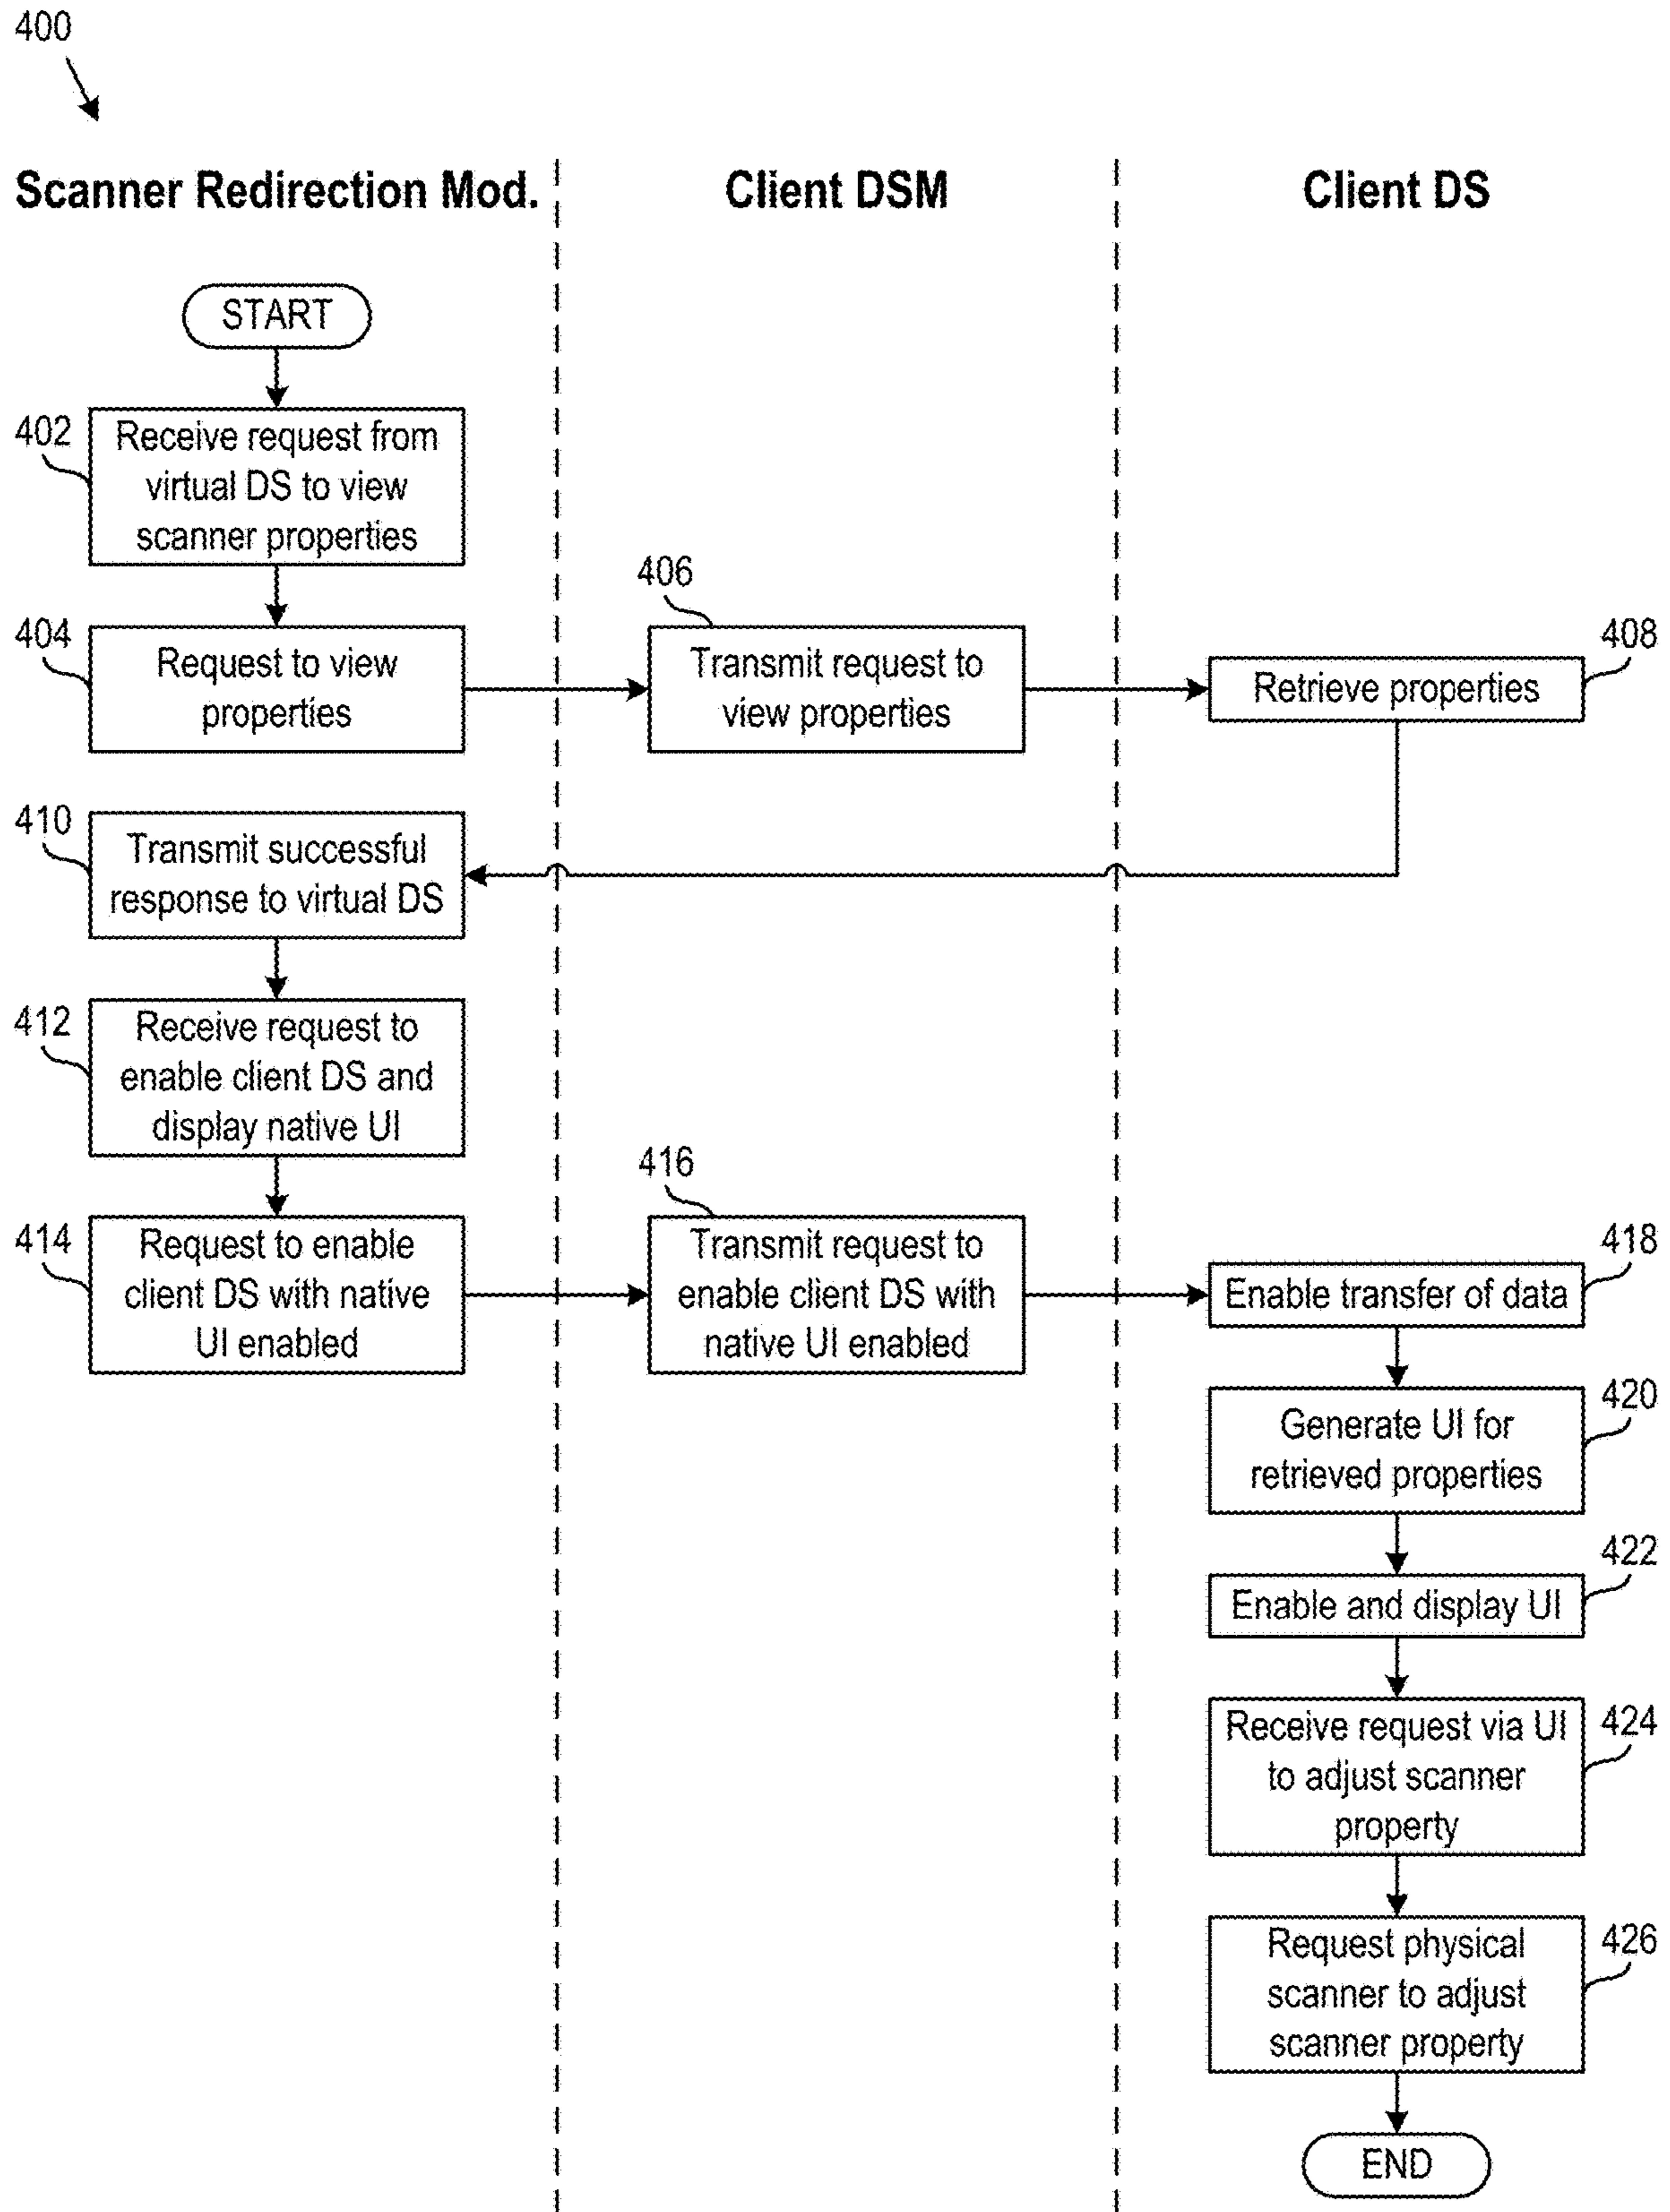 400
Scanner Redirection Mod.
Client DSM
Client DS
START
402
Receive request from
virtual DS to view
scanner properties
404
Request to view
properties
406
Transmit request to
view properties
408
Retrieve properties
410
Transmit successful
response to virtual DS
412
Receive request to
enable client DS and
display native UI
414
Request to enable
client DS with native
UI enabled
416
Transmit request to
enable client DS with
native UI enabled
418
Enable transfer of data
420
Generate UI for
retrieved properties
422
Enable and display UI
424
Receive request via UI
to adjust scanner
property
426
Request physical
scanner to adjust
scanner property
END